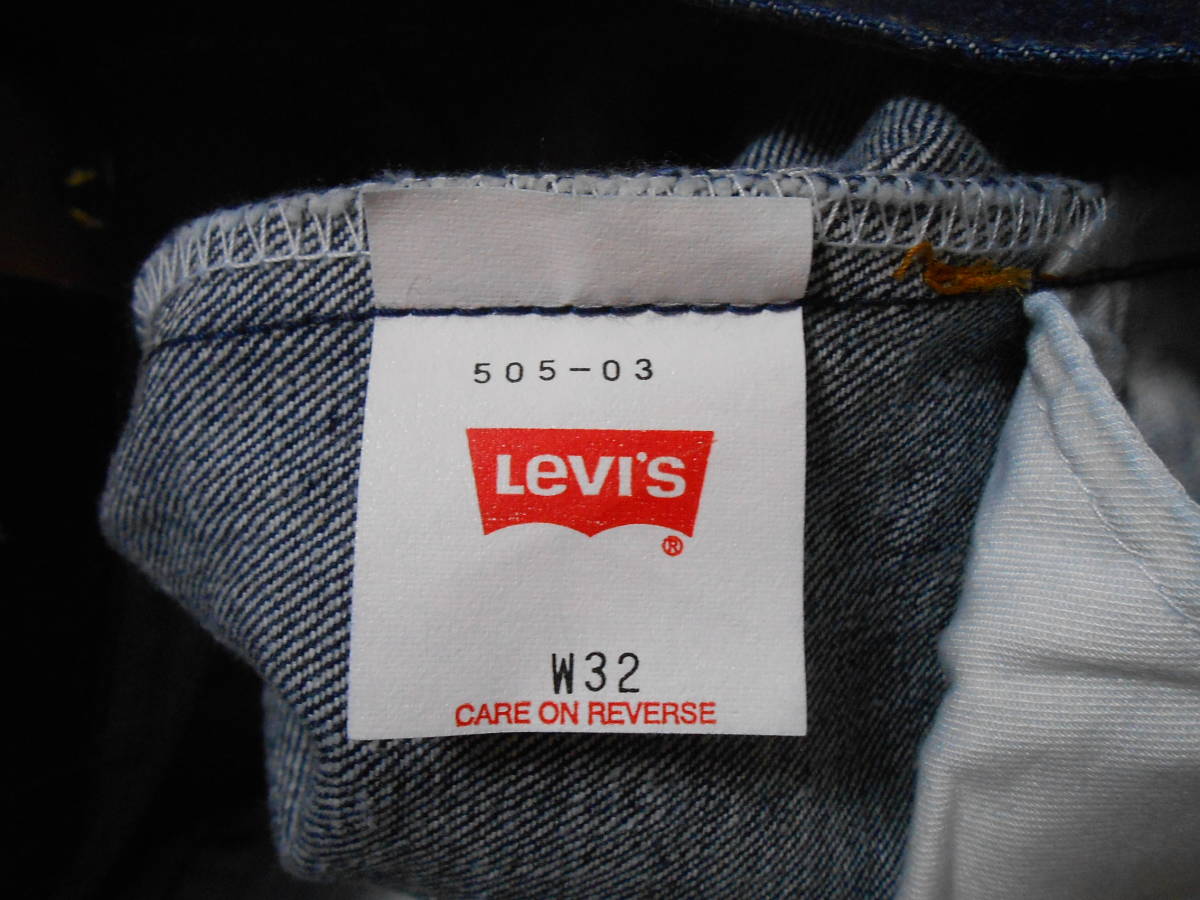 505-03
LEVI'S
®
W32
CARE ON REVERSE